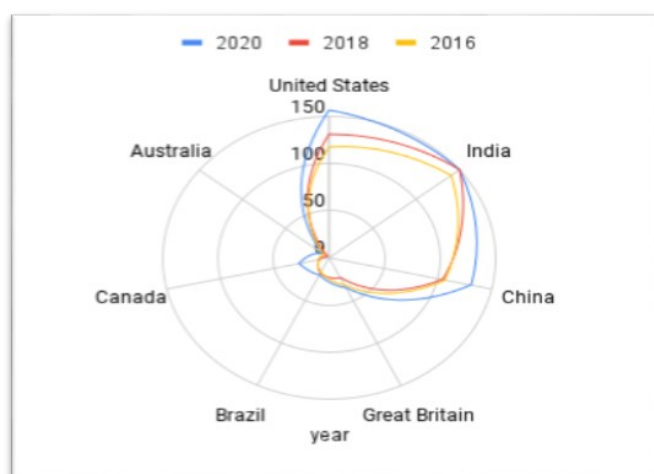 2020 2018 2016
United States
150
Australia
100
India
50
0
Canada
China
Brazil
Great Britain
year